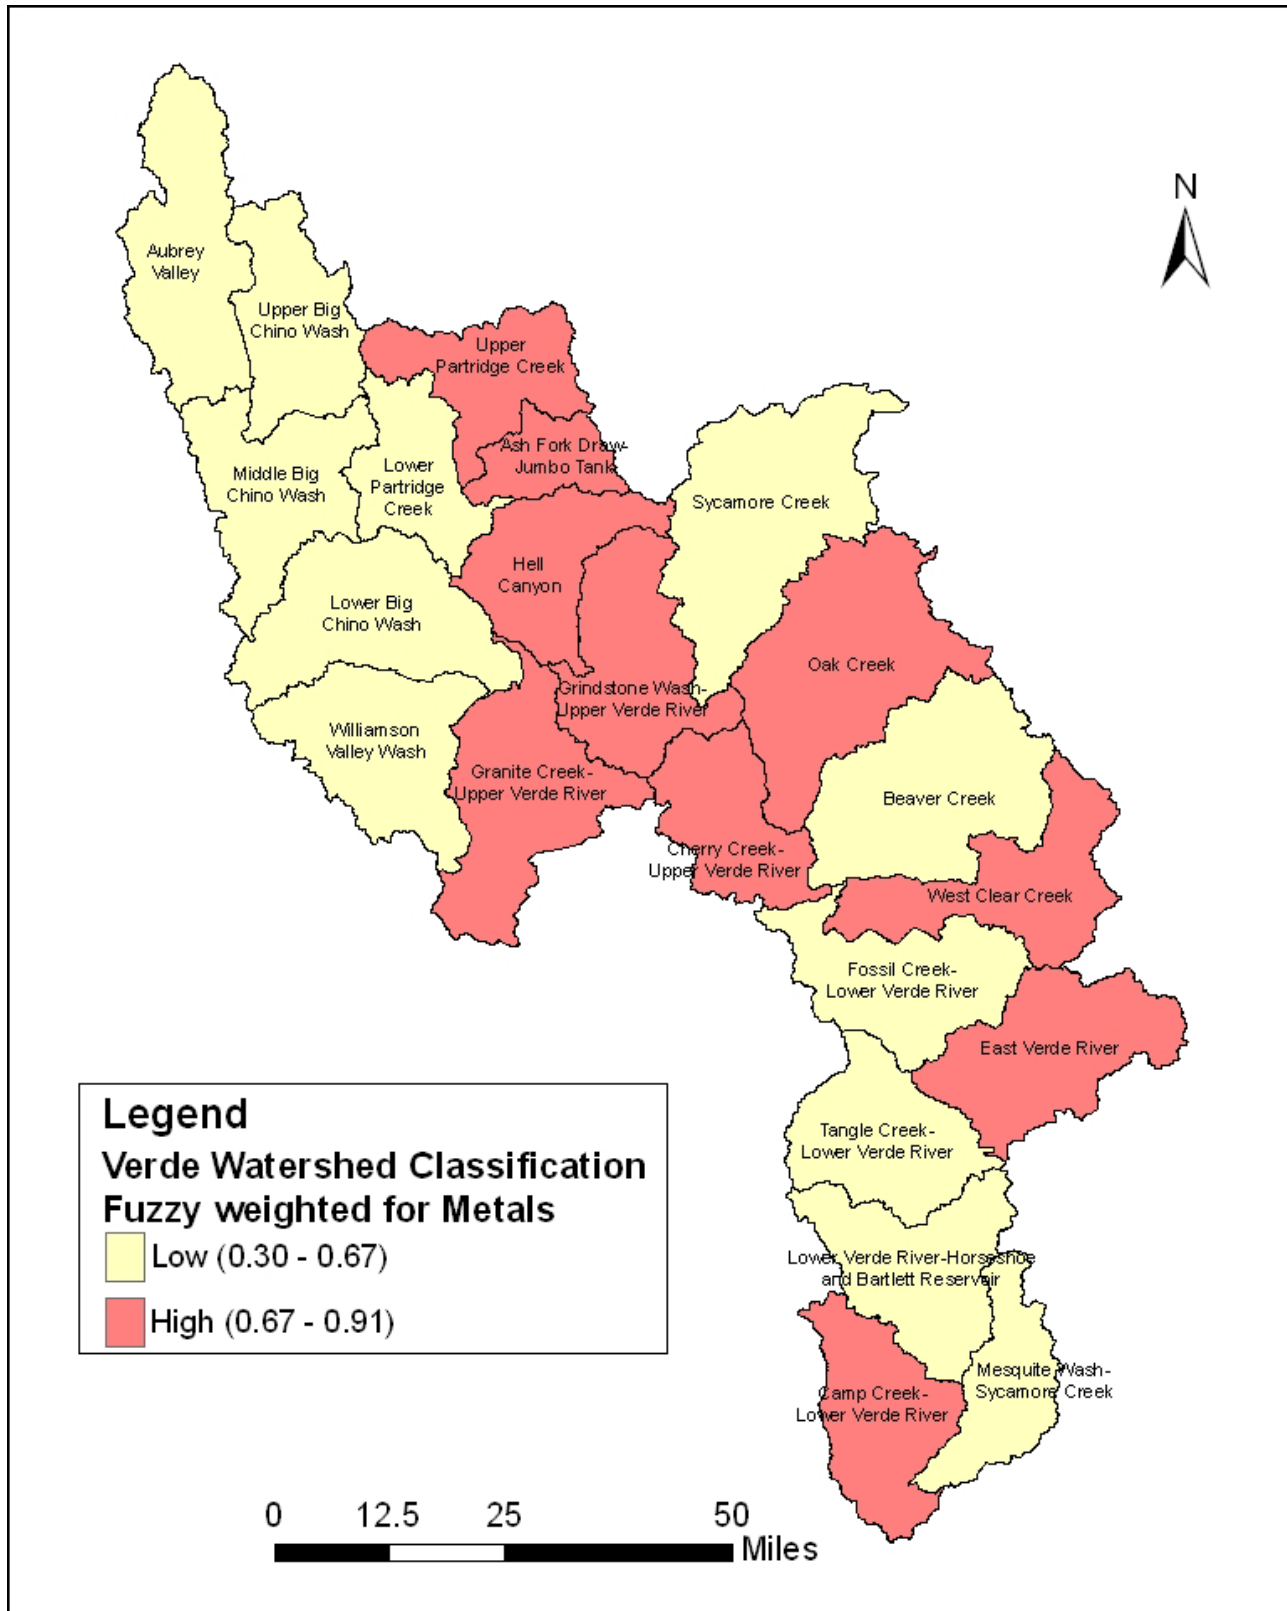 N
Aubrey
Valley
Upper Big
Chino Wash
Upper
Partridge Creek
Ash Fork Draw-
Jumbo Tank
Middle Big
Chino Wash
Lower
Partridge
Creek
Sycamore Creek
Hell
Canyon
Lower Big
Chino Wash
Oak Creek
Grindstone Wash-
Upper Verde River
Williamson
Valley Wash
Granite Creek-
Upper Verde River
Beaver Creek
Cherry Creek-
Upper Verde River
West Clear Creek
Fossil Creek-
Lower Verde River
East Verde River
Tangle Creek-
Lower Verde River
Lower Verde River-Horseshoe
and Bartlett Reservoir
Mesquite Wash-
Sycamore Creek
Camp Creek-
Lower Verde River
Legend
Verde Watershed Classification
Fuzzy weighted for Metals
Low (0.30 - 0.67)
High (0.67 - 0.91)
0 12.5 25 50
Miles